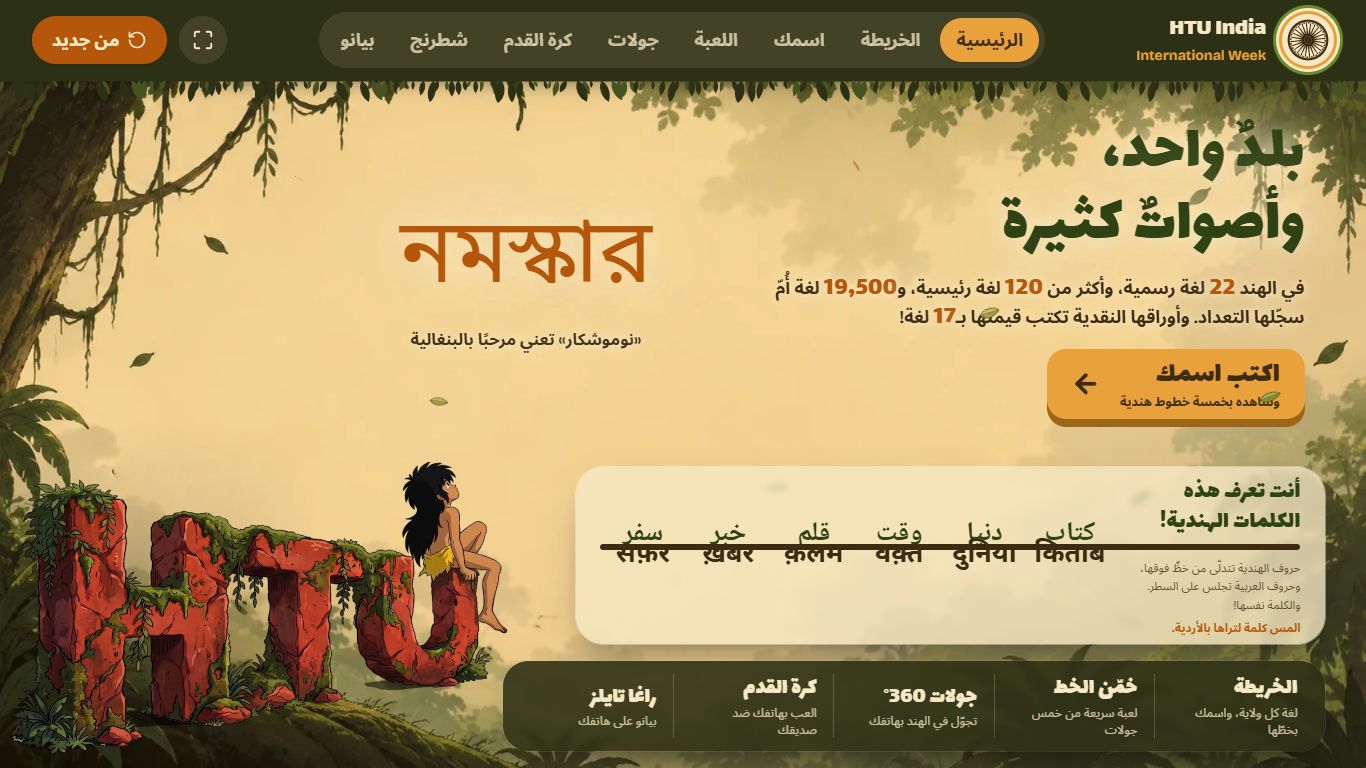 HTU India
International Week
الرئيسية
الخريطة
اسمك
اللعبة
جولات
كرة القدم
شطرنج
بيانو
من جديد
بلدٌ واحد،
وأصواتٌ كثيرة
في الهند 22 لغة رسمية، وأكثر من 120 لغة رئيسية، و19,500 لغة أُمّ
سجّلها التعداد. وأوراقها النقدية تكتب قيمتها بـ17 لغة!
নমস্কার
«نوموشكار» تعني مرحبًا بالبنغالية
اكتب اسمك
وشاهده بخمسة خطوط هندية
أنت تعرف هذه
الكلمات الهندية!
حروف الهندية تتدلّى من خطٍّ فوقها،
وحروف العربية تجلس على السطر.
والكلمة نفسها!
المس كلمة لتراها بالأردية.
كتاب دنيا وقت قلم خبر سفر
किताब दुनिया वक़्त क़लम ख़बर सफ़र
HTU
الخريطة
لغة كل ولاية، واسمك
بخطّها
خمّن الخط
لعبة سريعة من خمس
جولات
جولات 360°
تجوّل في الهند بهاتفك
كرة القدم
العب بهاتفك ضد
صديقك
راغا تايلز
بيانو على هاتفك